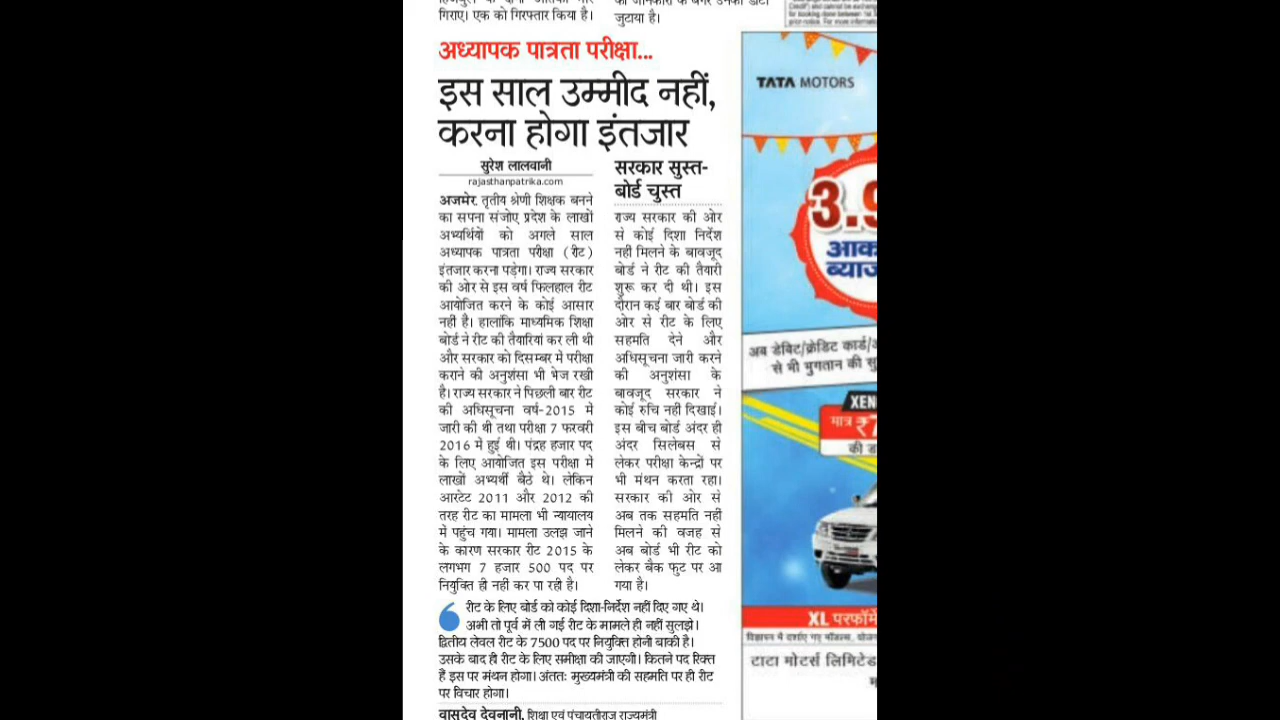 गिराए। एक को गिरफ्तार किया है।
जुटाया है।
अध्यापक पात्रता परीक्षा...
इस साल उम्मीद नहीं,
करना होगा इंतजार
सुरेश लालवानी
rajasthanpatrika.com
अजमेर. तृतीय श्रेणी शिक्षक बनने
का सपना संजोए प्रदेश के लाखों
अभ्यर्थियों को अगले साल
अध्यापक पात्रता परीक्षा (रीट)
इंतजार करना पड़ेगा। राज्य सरकार
की ओर से इस वर्ष फिलहाल रीट
आयोजित करने के कोई आसार
नहीं है। हालांकि माध्यमिक शिक्षा
बोर्ड ने रीट की तैयारियां कर ली थी
और सरकार को दिसम्बर में परीक्षा
कराने की अनुशंसा भी भेज रखी
है। राज्य सरकार ने पिछली बार रीट
की अधिसूचना वर्ष-2015 में
जारी की थी तथा परीक्षा 7 फरवरी
2016 में हुई थी। पंद्रह हजार पद
के लिए आयोजित इस परीक्षा में
लाखों अभ्यर्थी बैठे थे। लेकिन
आरटेट 2011 और 2012 की
तरह रीट का मामला भी न्यायालय
में पहुंच गया। मामला उलझ जाने
के कारण सरकार रीट 2015 के
लगभग 7 हजार 500 पद पर
नियुक्ति ही नहीं कर पा रही है।
सरकार सुस्त-
बोर्ड चुस्त
राज्य सरकार की ओर
से कोई दिशा निर्देश
नहीं मिलने के बावजूद
बोर्ड ने रीट की तैयारी
शुरू कर दी थी। इस
दौरान कई बार बोर्ड की
ओर से रीट के लिए
सहमति देने और
अधिसूचना जारी करने
की अनुशंसा के
बावजूद सरकार ने
कोई रुचि नहीं दिखाई।
इस बीच बोर्ड अंदर ही
अंदर सिलेबस से
लेकर परीक्षा केन्द्रों पर
भी मंथन करता रहा।
सरकार की ओर से
अब तक सहमति नहीं
मिलने की वजह से
अब बोर्ड भी रीट को
लेकर बैक फुट पर आ
गया है।
रीट के लिए बोर्ड को कोई दिशा-निर्देश नहीं दिए गए थे।
अभी तो पूर्व में ली गई रीट के मामले ही नहीं सुलझे।
द्वितीय लेवल रीट के 7500 पद पर नियुक्ति होनी बाकी है।
उसके बाद ही रीट के लिए समीक्षा की जाएगी। कितने पद रिक्त
हैं इस पर मंथन होगा। अंततः मुख्यमंत्री की सहमति पर ही रीट
पर विचार होगा।
वासुदेव देवनानी, शिक्षा एवं पंचायतीराज राज्यमंत्री
TATA MOTORS
3.9
आक
ब्याज
अब डेबिट/क्रेडिट कार्ड/
से भी भुगतान की सु
XEN
मात्र ₹7
की ड
XL परफॉर्मे
टाटा मोटर्स लिमिटेड